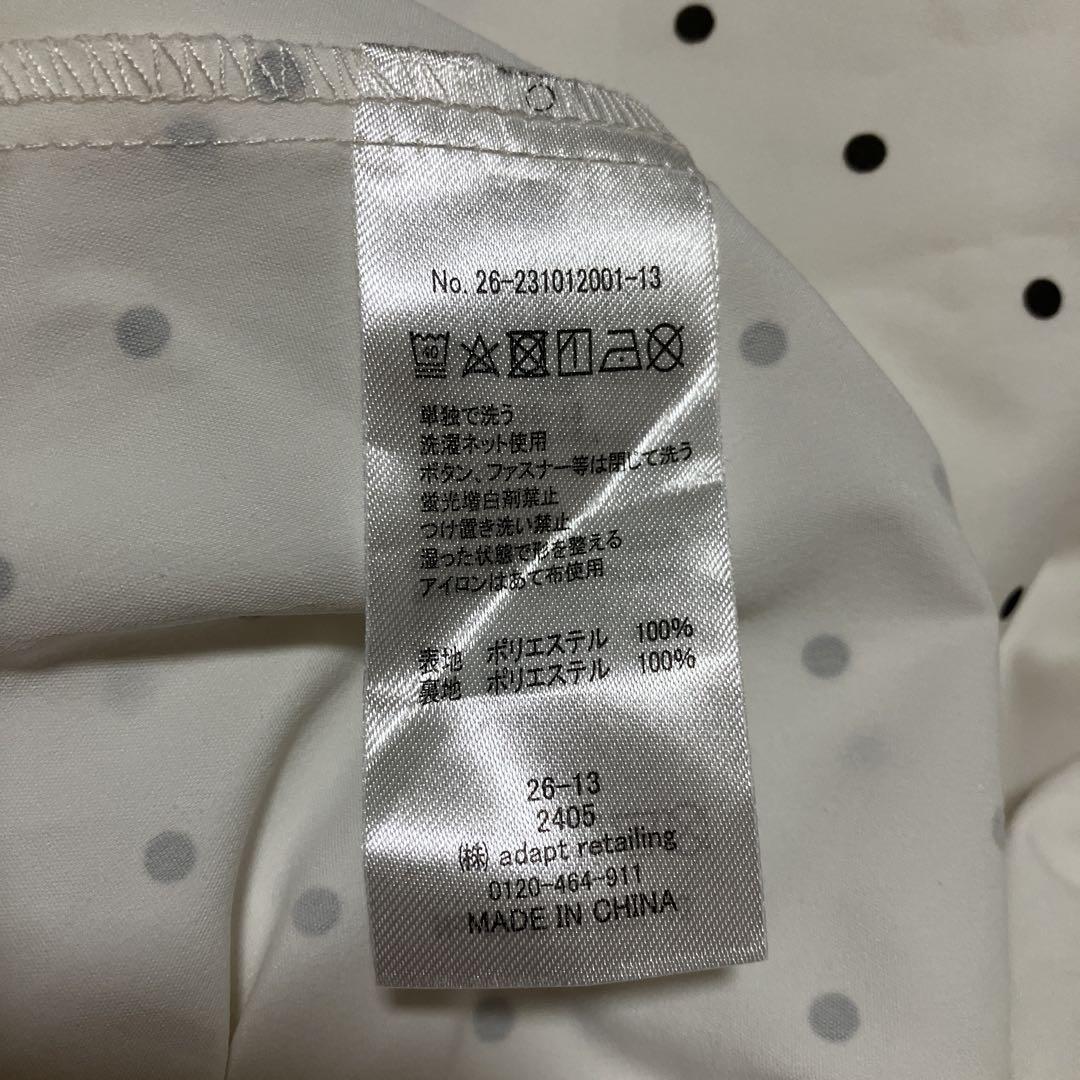 No. 26-231012001-13
40
単独で洗う
洗濯ネット使用
ボタン、ファスナー等は閉じて洗う
蛍光増白剤禁止
つけ置き洗い禁止
湿った状態で形を整える
アイロンはあて布使用
表地 ポリエステル 100%
裏地 ポリエステル 100%
26-13
2405
㈱ adapt retailing
0120-464-911
MADE IN CHINA